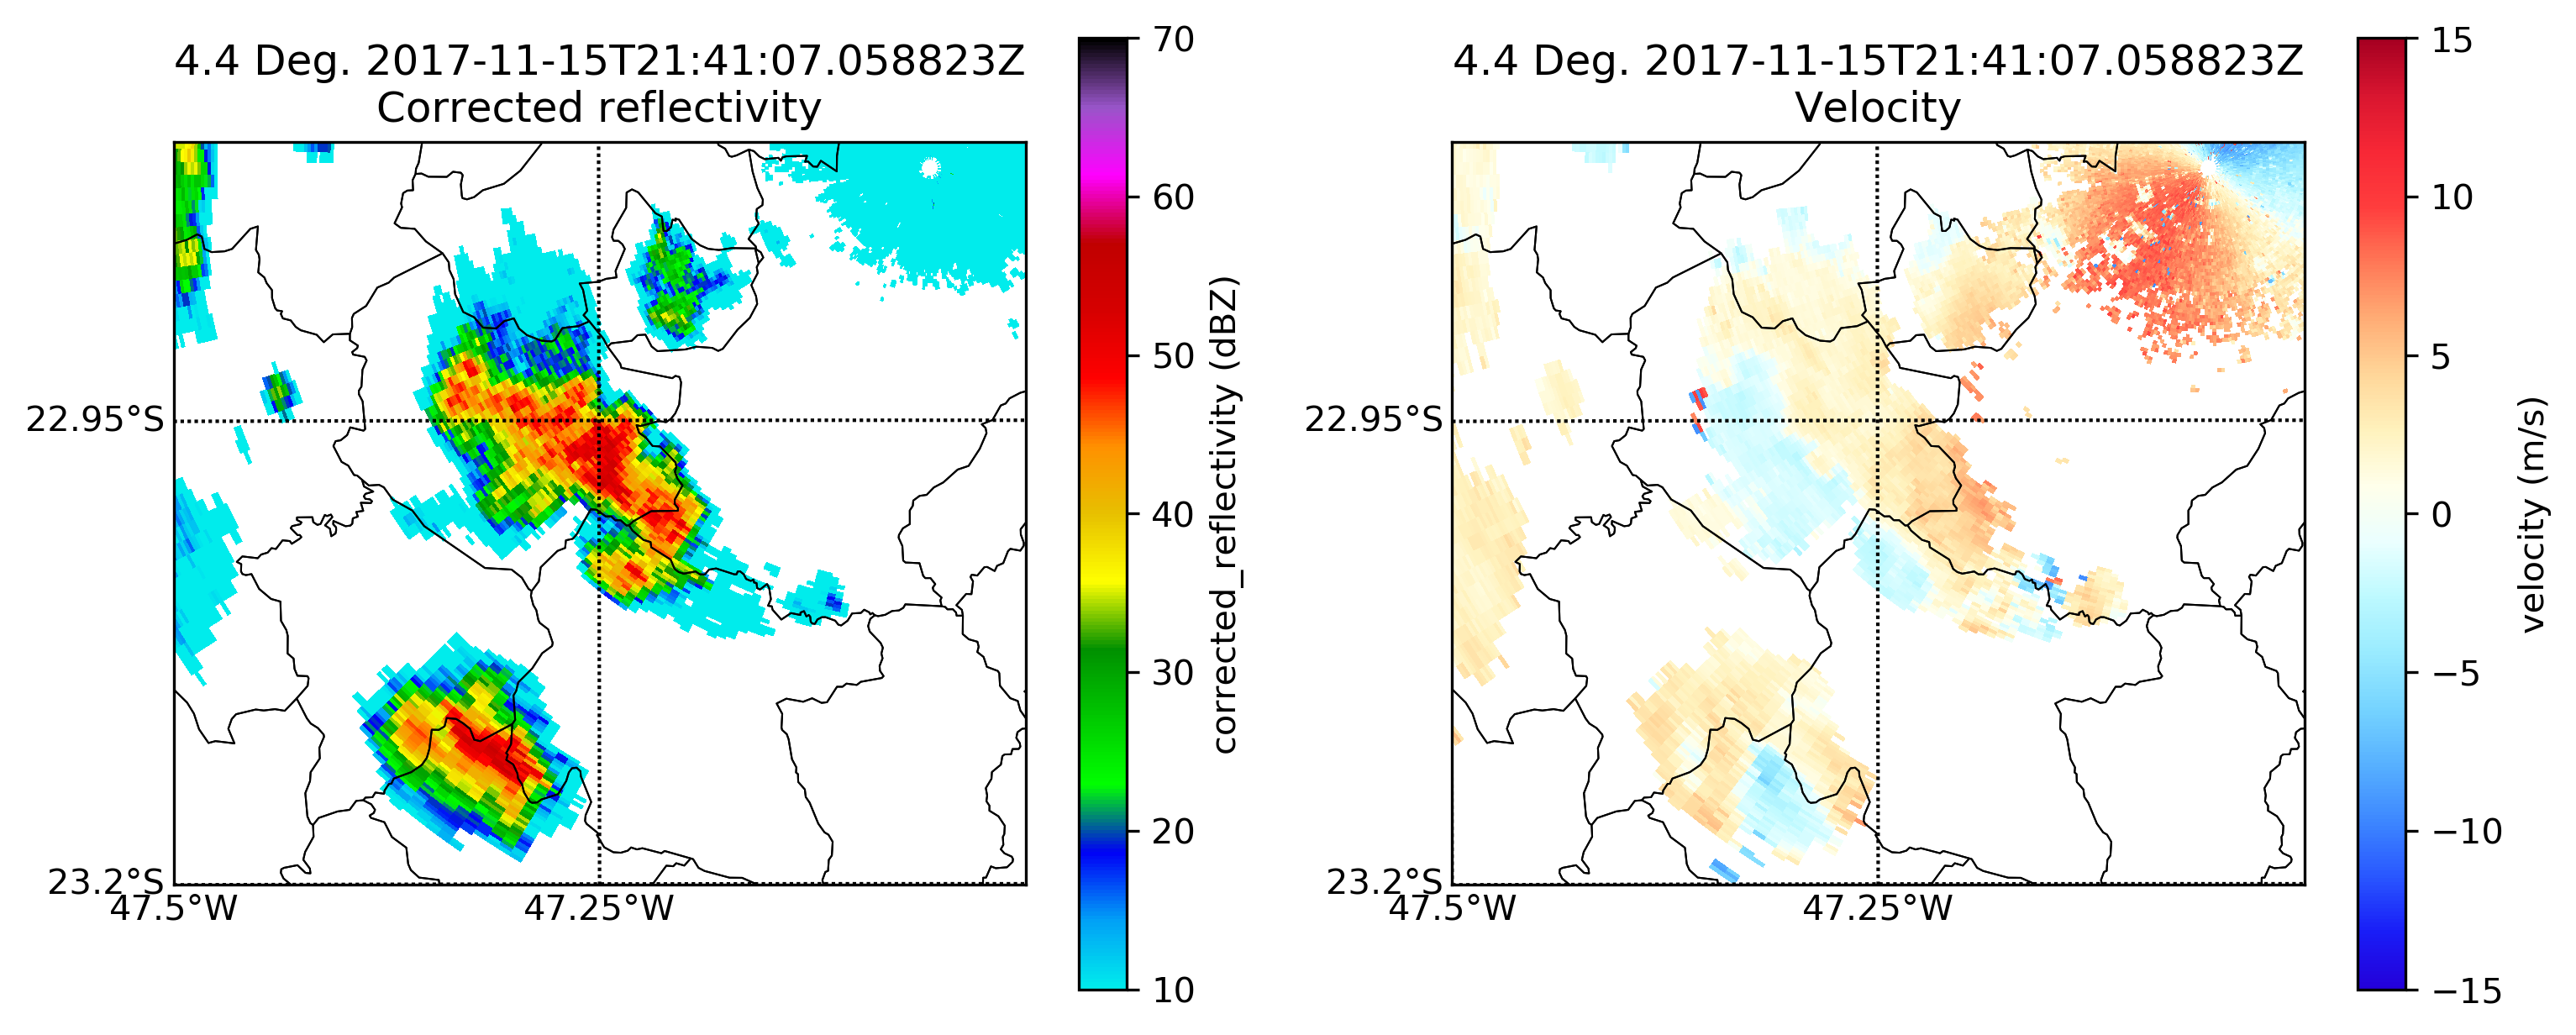 4.4 Deg. 2017-11-15T21:41:07.058823Z
Corrected reflectivity
22.95°S
23.2°S
47.5°W
47.25°W
70
60
50
40
30
20
10
corrected_reflectivity (dBZ)
4.4 Deg. 2017-11-15T21:41:07.058823Z
Velocity
22.95°S
23.2°S
47.5°W
47.25°W
15
10
5
0
−5
−10
−15
velocity (m/s)